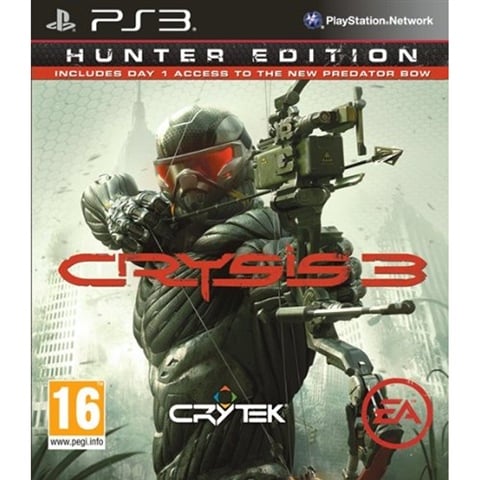 PS3
PlayStation®Network
HUNTER EDITION
INCLUDES DAY 1 ACCESS TO THE NEW PREDATOR BOW
CRYSIS 3
16
www.pegi.info
CRYTEK
EA